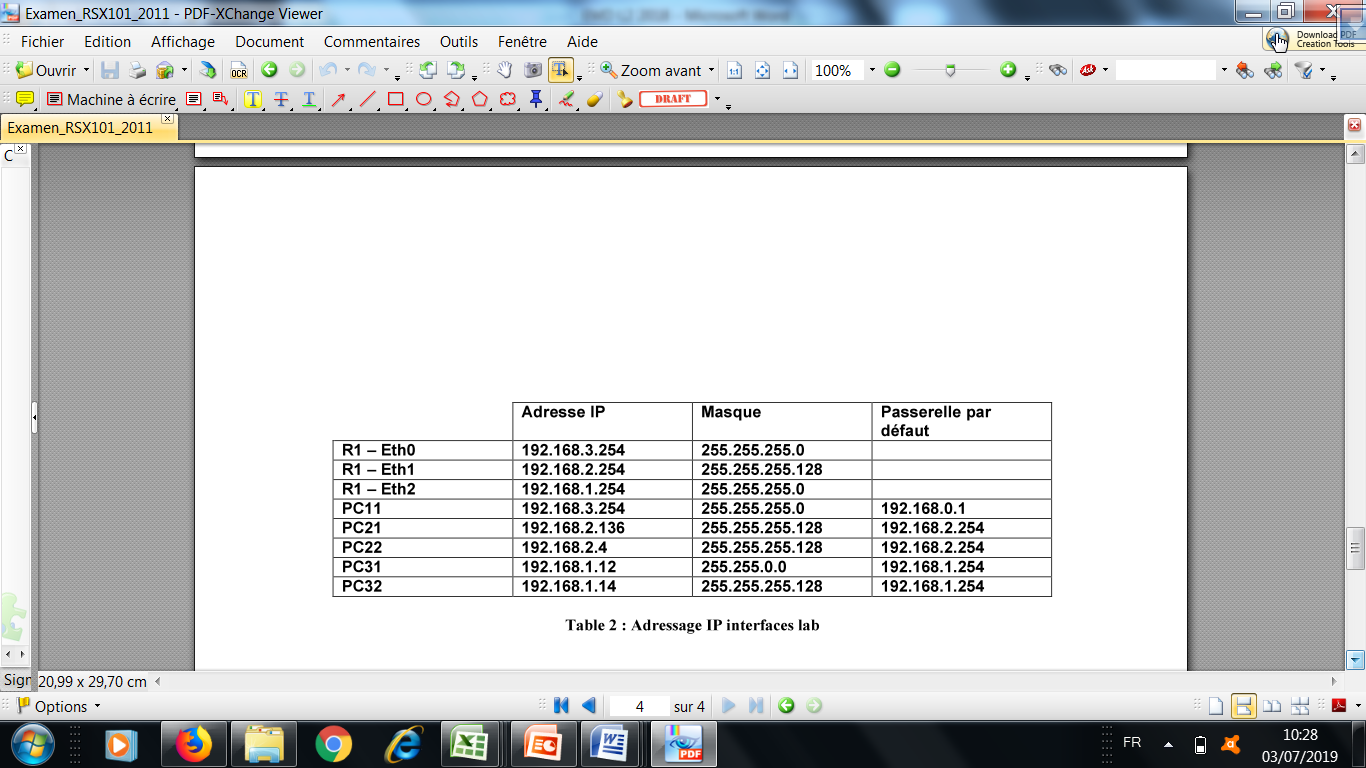 Examen_RSX101_2011 - PDF-XChange Viewer
Fichier Edition Affichage Document Commentaires Outils Fenêtre Aide
Download PDF
Creation Tools
Ouvrir OCR Zoom avant 1:1 100%
Machine à écrire DRAFT
Examen_RSX101_2011
C
Adresse IP Masque Passerelle par
défaut
R1 – Eth0 192.168.3.254 255.255.255.0
R1 – Eth1 192.168.2.254 255.255.255.128
R1 – Eth2 192.168.1.254 255.255.255.0
PC11 192.168.3.254 255.255.255.0 192.168.0.1
PC21 192.168.2.136 255.255.255.128 192.168.2.254
PC22 192.168.2.4 255.255.255.128 192.168.2.254
PC31 192.168.1.12 255.255.0.0 192.168.1.254
PC32 192.168.1.14 255.255.255.128 192.168.1.254
Table 2 : Adressage IP interfaces lab
Sign 20,99 x 29,70 cm
Options 4 sur 4
FR 10:28
03/07/2019